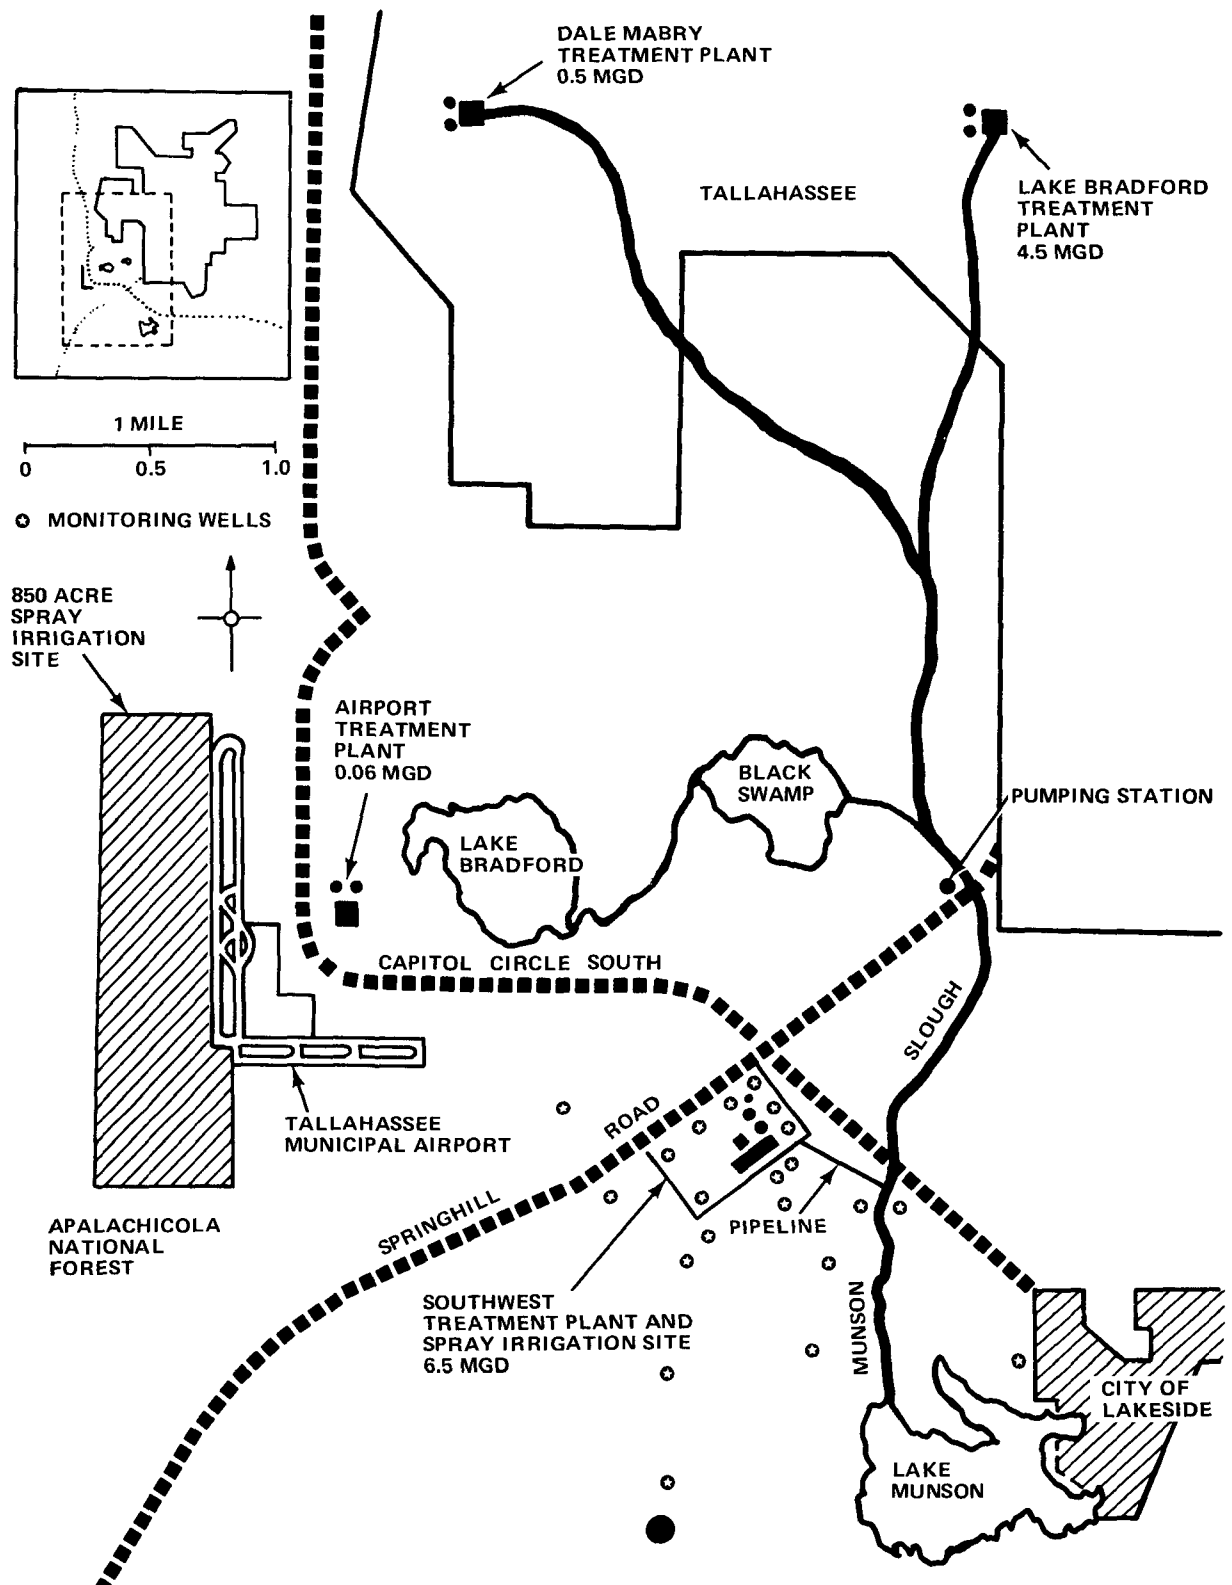 DALE MABRY
TREATMENT PLANT
0.5 MGD
TALLAHASSEE
LAKE BRADFORD
TREATMENT
PLANT
4.5 MGD
1 MILE
0 0.5 1.0
MONITORING WELLS
850 ACRE
SPRAY
IRRIGATION
SITE
AIRPORT
TREATMENT
PLANT
0.06 MGD
BLACK
SWAMP
PUMPING STATION
LAKE
BRADFORD
CAPITOL CIRCLE SOUTH
SLOUGH
ROAD
TALLAHASSEE
MUNICIPAL AIRPORT
SPRINGHILL
PIPELINE
APALACHICOLA
NATIONAL
FOREST
SOUTHWEST
TREATMENT PLANT AND
SPRAY IRRIGATION SITE
6.5 MGD
MUNSON
CITY OF
LAKESIDE
LAKE
MUNSON